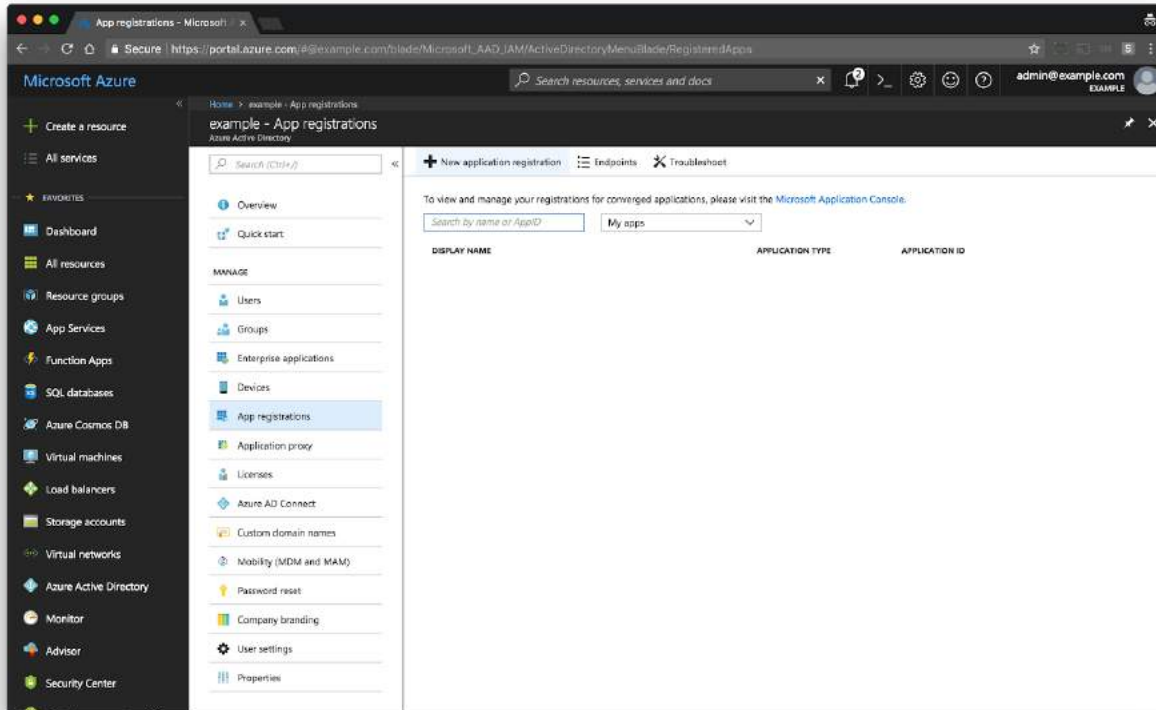 App registrations - Microsoft
Secure https://portal.azure.com/#@example.com/blade/Microsoft_AAD_IAM/ActiveDirectoryMenuBlade/RegisteredApps
S
Microsoft Azure
Search resources, services and docs
2
admin@example.com
EXAMPLE
Create a resource
All services
FAVORITES
Dashboard
All resources
Resource groups
App Services
Function Apps
SQL databases
Azure Cosmos DB
Virtual machines
Load balancers
Storage accounts
Virtual networks
Azure Active Directory
Monitor
Advisor
Security Center
Home > example - App registrations
example - App registrations
Azure Active Directory
Search (Ctrl+/)
Overview
Quick start
MANAGE
Users
Groups
Enterprise applications
Devices
App registrations
Application proxy
Licenses
Azure AD Connect
Custom domain names
Mobility (MDM and MAM)
Password reset
Company branding
User settings
Properties
New application registration Endpoints Troubleshoot
To view and manage your registrations for converged applications, please visit the Microsoft Application Console.
Search by name or AppID My apps
DISPLAY NAME APPLICATION TYPE APPLICATION ID